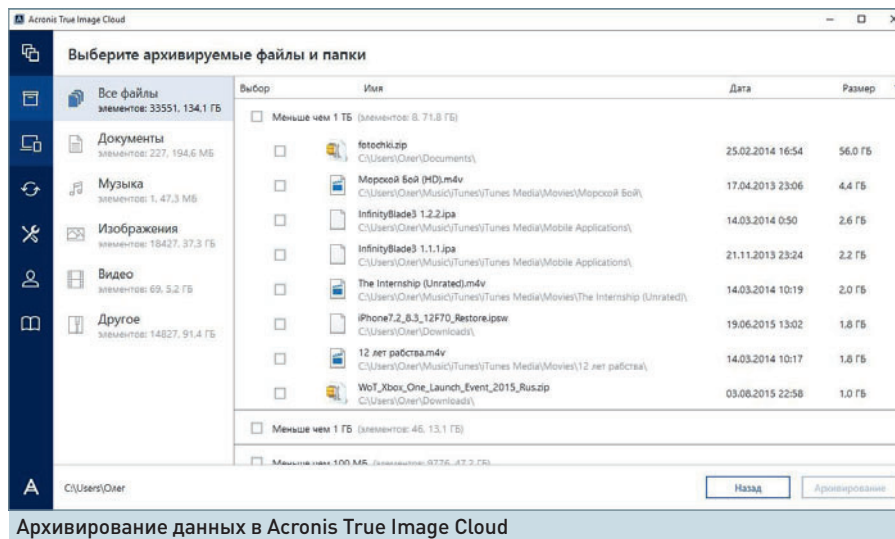 Acronis True Image Cloud
Выберите архивируемые файлы и папки
Все файлы
элементов: 33551, 134,1 ГБ
Документы
элементов: 227, 194,6 МБ
Музыка
элементов: 1, 47,3 МБ
Изображения
элементов: 18427, 37,3 ГБ
Видео
элементов: 69, 5,2 ГБ
Другое
элементов: 14827, 91,4 ГБ
Выбор Имя Дата Размер
Меньше чем 1 ТБ (элементов: 8, 71,8 ГБ)
fotochki.zip
C:\Users\Олег\Documents\
25.02.2014 16:54 56,0 ГБ
Морской Бой (HD).m4v
C:\Users\Олег\Music\iTunes\iTunes Media\Movies\Морской Бой\
17.04.2013 23:06 4,4 ГБ
InfinityBlade3 1.2.2.ipa
C:\Users\Олег\Music\iTunes\iTunes Media\Mobile Applications\
14.03.2014 0:50 2,6 ГБ
InfinityBlade3 1.1.1.ipa
C:\Users\Олег\Music\iTunes\iTunes Media\Mobile Applications\
21.11.2013 23:24 2,2 ГБ
The Internship (Unrated).m4v
C:\Users\Олег\Music\iTunes\iTunes Media\Movies\The Internship (Unrated)\
14.03.2014 10:19 2,0 ГБ
iPhone7,2_8.3_12F70_Restore.ipsw
C:\Users\Олег\Downloads\
19.06.2015 13:02 1,8 ГБ
12 лет рабства.m4v
C:\Users\Олег\Music\iTunes\iTunes Media\Movies\12 лет рабства\
14.03.2014 10:17 1,8 ГБ
WoT_Xbox_One_Launch_Event_2015_Rus.zip
C:\Users\Олег\Downloads\
03.08.2015 22:58 1,0 ГБ
Меньше чем 1 ГБ (элементов: 46, 13,1 ГБ)
Меньше чем 100 МБ (элементов: 9776, 47,2 ГБ)
C:\Users\Олег
Назад Архивирование
Архивирование данных в Acronis True Image Cloud